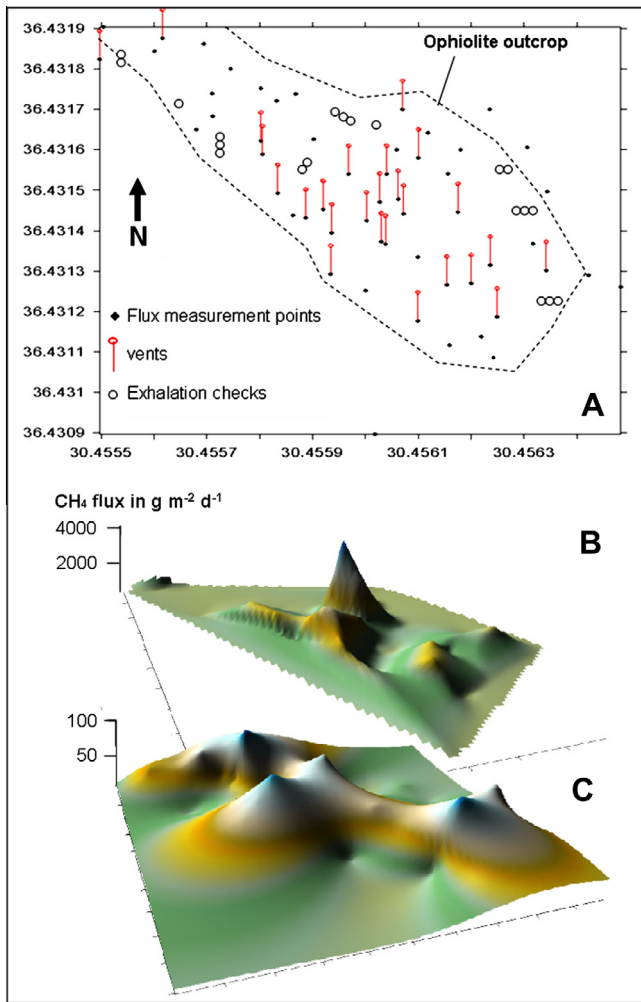 36.4319
36.4318
36.4317
36.4316
36.4315
36.4314
36.4313
36.4312
36.4311
36.431
36.4309
Ophiolite outcrop
N
Flux measurement points
vents
Exhalation checks
A
30.4555 30.4557 30.4559 30.4561 30.4563
CH₄ flux in g m⁻² d⁻¹
4000
2000
B
100
50
C